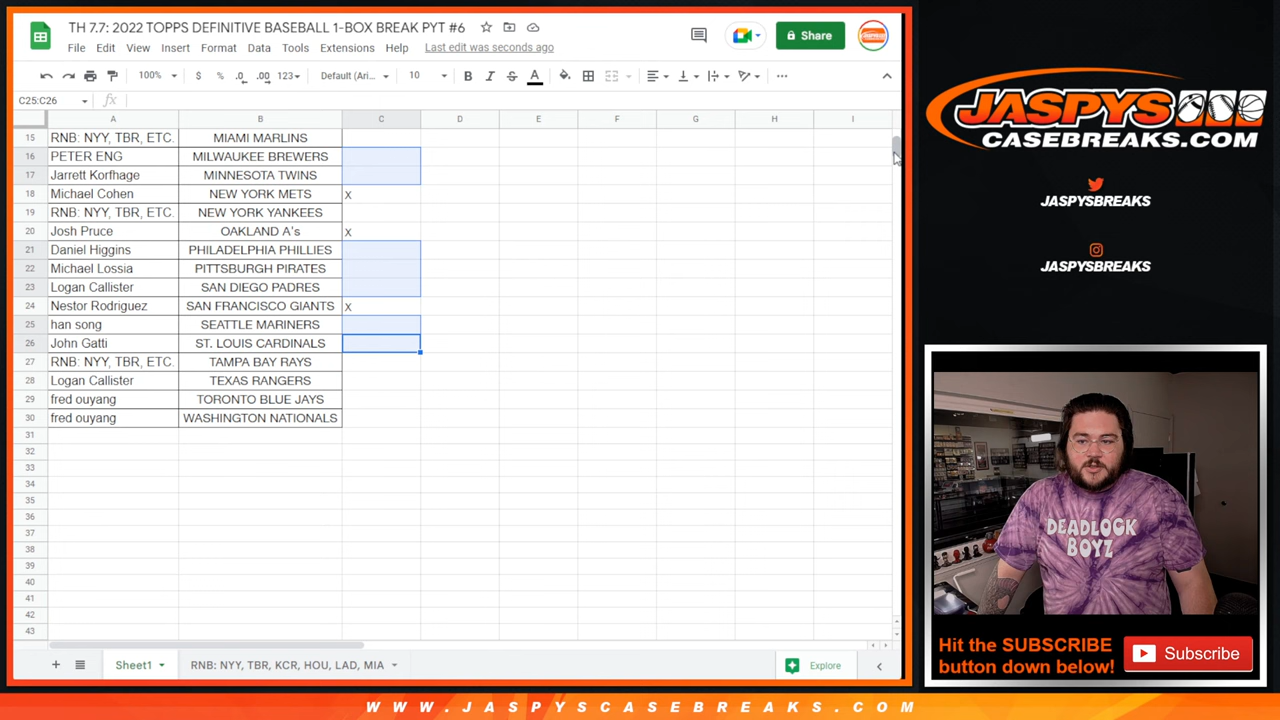 TH 7.7: 2022 TOPPS DEFINITIVE BASEBALL 1-BOX BREAK PYT #6
File Edit View Insert Format Data Tools Extensions Help Last edit was seconds ago
Share
100% $ % .0 .00 123 Default (Ari... 10 B I S A
C25:C26 fx
A B C D E F G H I
15 RNB: NYY, TBR, ETC. MIAMI MARLINS
16 PETER ENG MILWAUKEE BREWERS
17 Jarrett Korfhage MINNESOTA TWINS
18 Michael Cohen NEW YORK METS X
19 RNB: NYY, TBR, ETC. NEW YORK YANKEES
20 Josh Pruce OAKLAND A's X
21 Daniel Higgins PHILADELPHIA PHILLIES
22 Michael Lossia PITTSBURGH PIRATES
23 Logan Callister SAN DIEGO PADRES
24 Nestor Rodriguez SAN FRANCISCO GIANTS X
25 han song SEATTLE MARINERS
26 John Gatti ST. LOUIS CARDINALS
27 RNB: NYY, TBR, ETC. TAMPA BAY RAYS
28 Logan Callister TEXAS RANGERS
29 fred ouyang TORONTO BLUE JAYS
30 fred ouyang WASHINGTON NATIONALS
31
32
33
34
35
36
37
38
39
40
41
42
43
Sheet1 RNB: NYY, TBR, KCR, HOU, LAD, MIA Explore
JASPYS
CASEBREAKS.COM
JASPYSBREAKS
JASPYSBREAKS
DEADLOCK
BOYZ
Hit the SUBSCRIBE
button down below!
Subscribe
WWW.JASPYSCASEBREAKS.COM